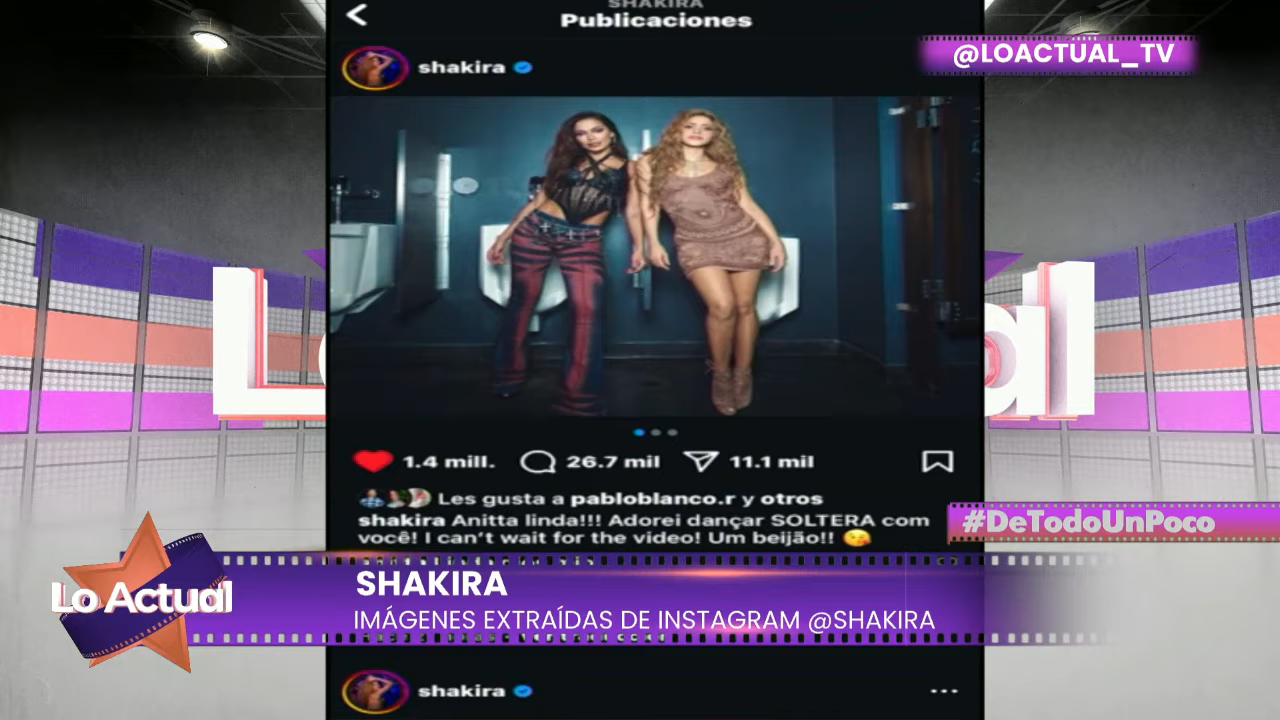 SHAKIRA
Publicaciones
@LOACTUAL_TV
shakira
1.4 mill.
26.7 mil
11.1 mil
Les gusta a pabloblanco.r y otros
shakira Anitta linda!!! Adorei dançar SOLTERA com
você! I can't wait for the video! Um beijão!! 😘
#DeTodoUnPoco
Lo Actual
SHAKIRA
IMÁGENES EXTRAÍDAS DE INSTAGRAM @SHAKIRA
shakira